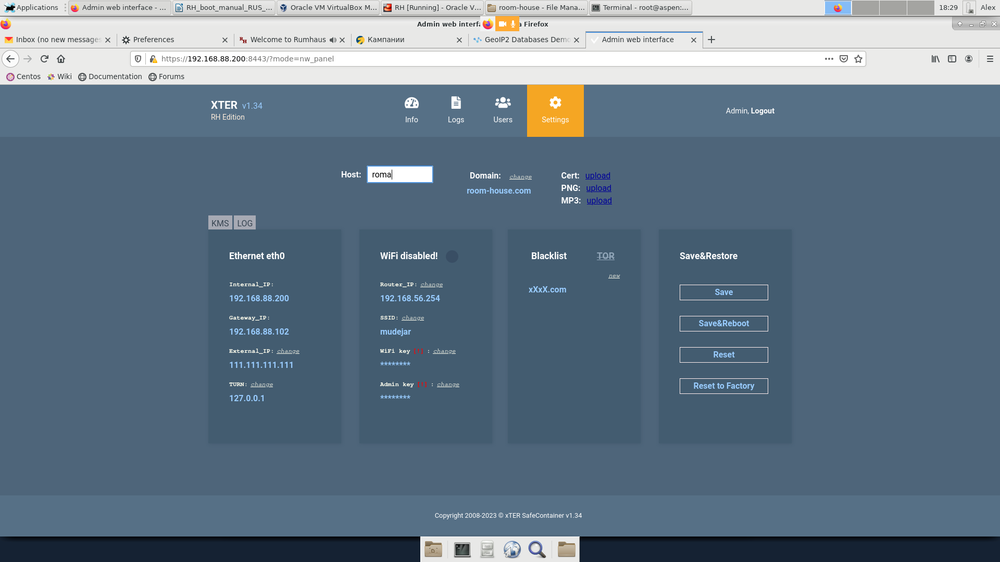 Applications
Admin web interface - ...
RH_boot_manual_RUS_...
Oracle VM VirtualBox M...
RH [Running] - Oracle V...
room-house - File Mana...
Terminal - root@aspen:...
18:29
Alex
Admin web interfa
a Firefox
Inbox (no new messages
Preferences
Welcome to Rumhaus
Кампании
GeoIP2 Databases Demo
Admin web interface
https://192.168.88.200:8443/?mode=nw_panel
Centos
Wiki
Documentation
Forums
XTER v1.34
RH Edition
Info
Logs
Users
Settings
Admin, Logout
Host: roma
Domain: change
room-house.com
Cert: upload
PNG: upload
MP3: upload
KMS LOG
Ethernet eth0
Internal_IP:
192.168.88.200
Gateway_IP:
192.168.88.102
External_IP: change
111.111.111.111
TURN: change
127.0.0.1
WiFi disabled!
Router_IP: change
192.168.56.254
SSID: change
mudejar
WiFi key [!] : change
********
Admin key [!] : change
********
Blacklist TOR
new
xXxX.com
Save&Restore
Save
Save&Reboot
Reset
Reset to Factory
Copyright 2008-2023 © xTER SafeContainer v1.34